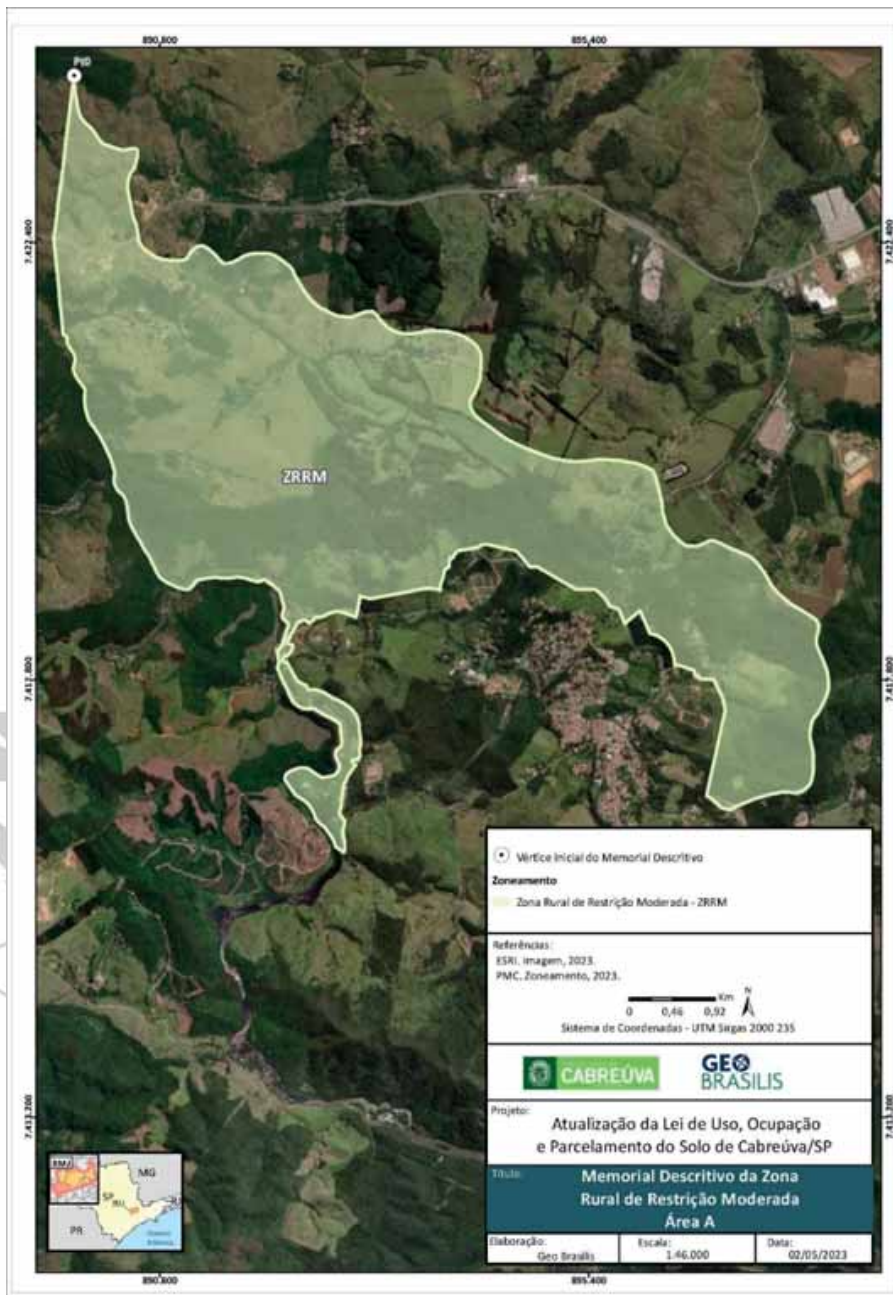 890.800
895.400
Pt0
7.422.400
7.422.400
ZRRM
7.417.800
7.417.800
Vértice Inicial do Memorial Descritivo
Zoneamento
Zona Rural de Restrição Moderada - ZRRM
Referências:
ESRI. Imagem, 2023.
PMC. Zoneamento, 2023.
Km
N
0 0,46 0,92
Sistema de Coordenadas - UTM Sirgas 2000 23S
CABREÚVA
GEO
BRASILIS
Projeto:
Atualização da Lei de Uso, Ocupação
e Parcelamento do Solo de Cabreúva/SP
7.413.200
7.413.200
Título:
Memorial Descritivo da Zona
Rural de Restrição Moderada
Área A
RMJ
MG
SP
RJ
PR
Oceano
Atlântico
Elaboração:
Geo Brasilis
Escala:
1:46.000
Data:
02/05/2023
890.800
895.400